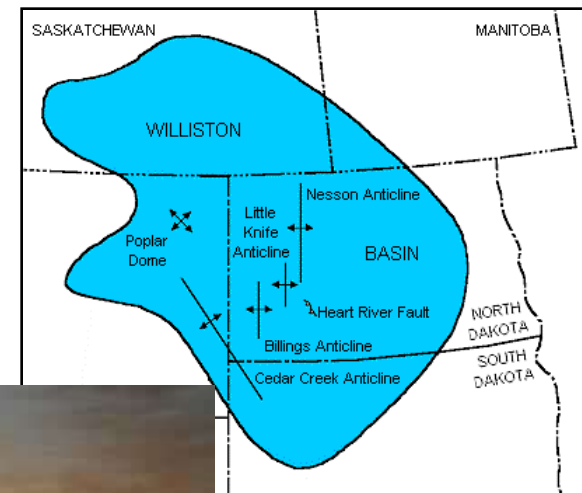 SASKATCHEWAN
MANITOBA
WILLISTON
Nesson Anticline
Little
Knife
Anticline
Poplar
Dome
BASIN
Heart River Fault
NORTH
DAKOTA
Billings Anticline
SOUTH
DAKOTA
Cedar Creek Anticline